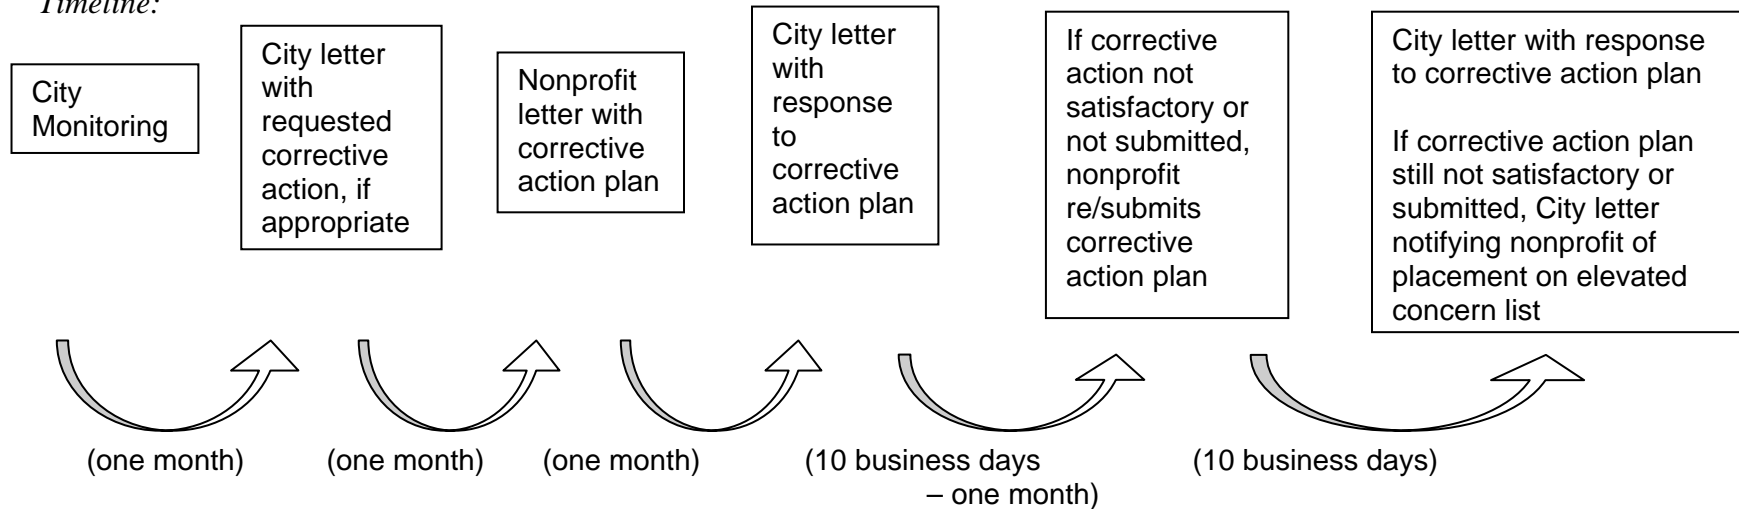 Timeline:
City
Monitoring
City letter
with
requested
corrective
action, if
appropriate
Nonprofit
letter with
corrective
action plan
City letter
with
response
to
corrective
action plan
If corrective
action not
satisfactory or
not submitted,
nonprofit
re/submits
corrective
action plan
City letter with response
to corrective action plan
If corrective action plan
still not satisfactory or
submitted, City letter
notifying nonprofit of
placement on elevated
concern list
(one month)
(one month)
(one month)
(10 business days
– one month)
(10 business days)